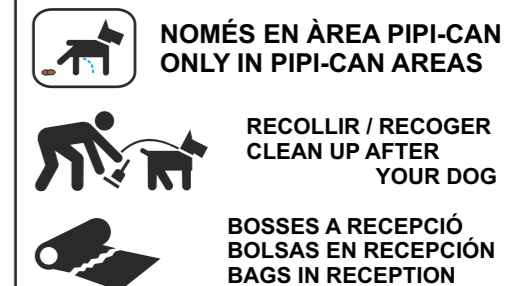 NOMÉS EN ÀREA PIPI-CAN
ONLY IN PIPI-CAN AREAS
RECOLLIR / RECOGER
CLEAN UP AFTER
YOUR DOG
BOSSES A RECEPCIÓ
BOLSAS EN RECEPCIÓN
BAGS IN RECEPTION